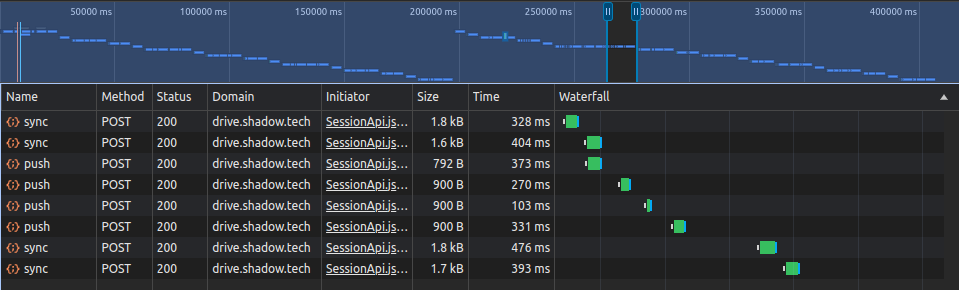 50000 ms 100000 ms 150000 ms 200000 ms 250000 ms 300000 ms 350000 ms 400000 ms
Name Method Status Domain Initiator Size Time Waterfall
sync POST 200 drive.shadow.tech SessionApi.js... 1.8 kB 328 ms
sync POST 200 drive.shadow.tech SessionApi.js... 1.6 kB 404 ms
push POST 200 drive.shadow.tech SessionApi.js... 792 B 373 ms
push POST 200 drive.shadow.tech SessionApi.js... 900 B 270 ms
push POST 200 drive.shadow.tech SessionApi.js... 900 B 103 ms
push POST 200 drive.shadow.tech SessionApi.js... 900 B 331 ms
sync POST 200 drive.shadow.tech SessionApi.js... 1.8 kB 476 ms
sync POST 200 drive.shadow.tech SessionApi.js... 1.7 kB 393 ms